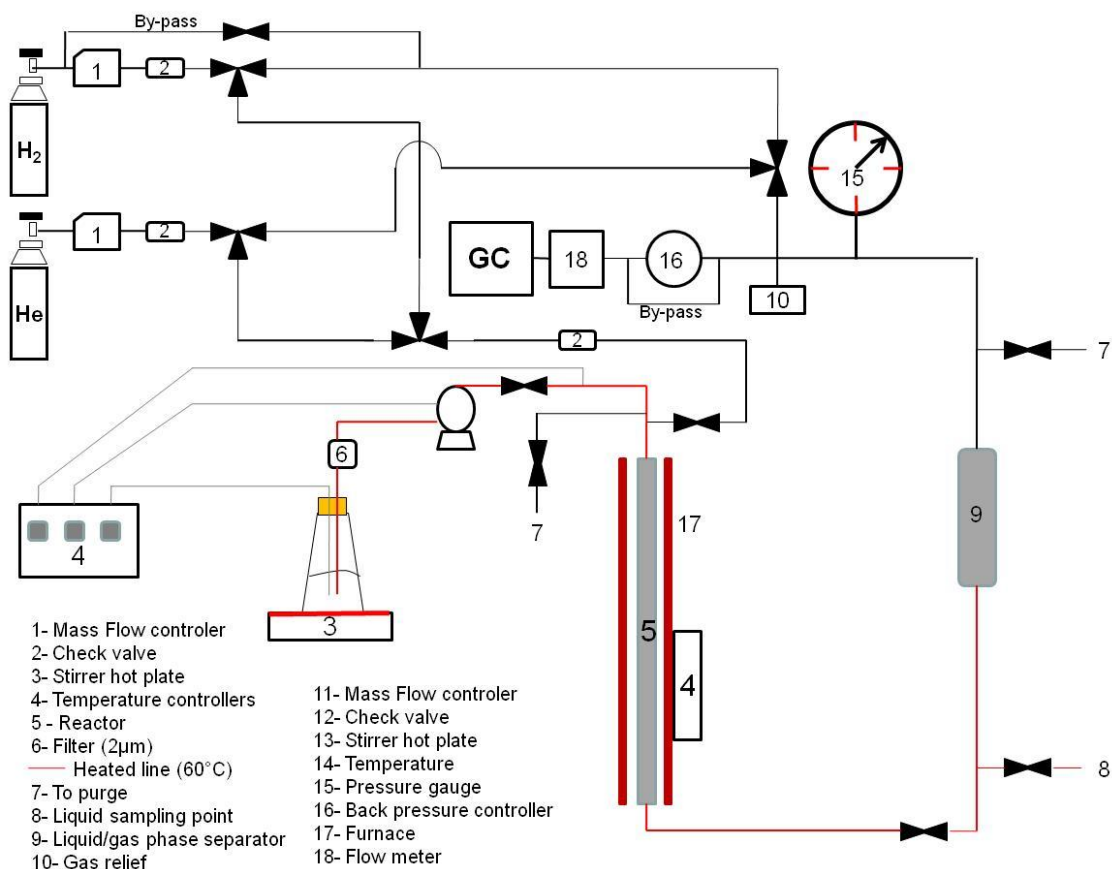 By-pass
1
2
H2
15
1
2
GC
18
16
10
He
By-pass
2
7
6
7
17
9
4
3
5
4
8
1- Mass Flow controler
2- Check valve
3- Stirrer hot plate
4- Temperature controllers
5 - Reactor
6- Filter (2µm)
Heated line (60°C)
7- To purge
8- Liquid sampling point
9- Liquid/gas phase separator
10- Gas relief
11- Mass Flow controler
12- Check valve
13- Stirrer hot plate
14- Temperature
15- Pressure gauge
16- Back pressure controller
17- Furnace
18- Flow meter